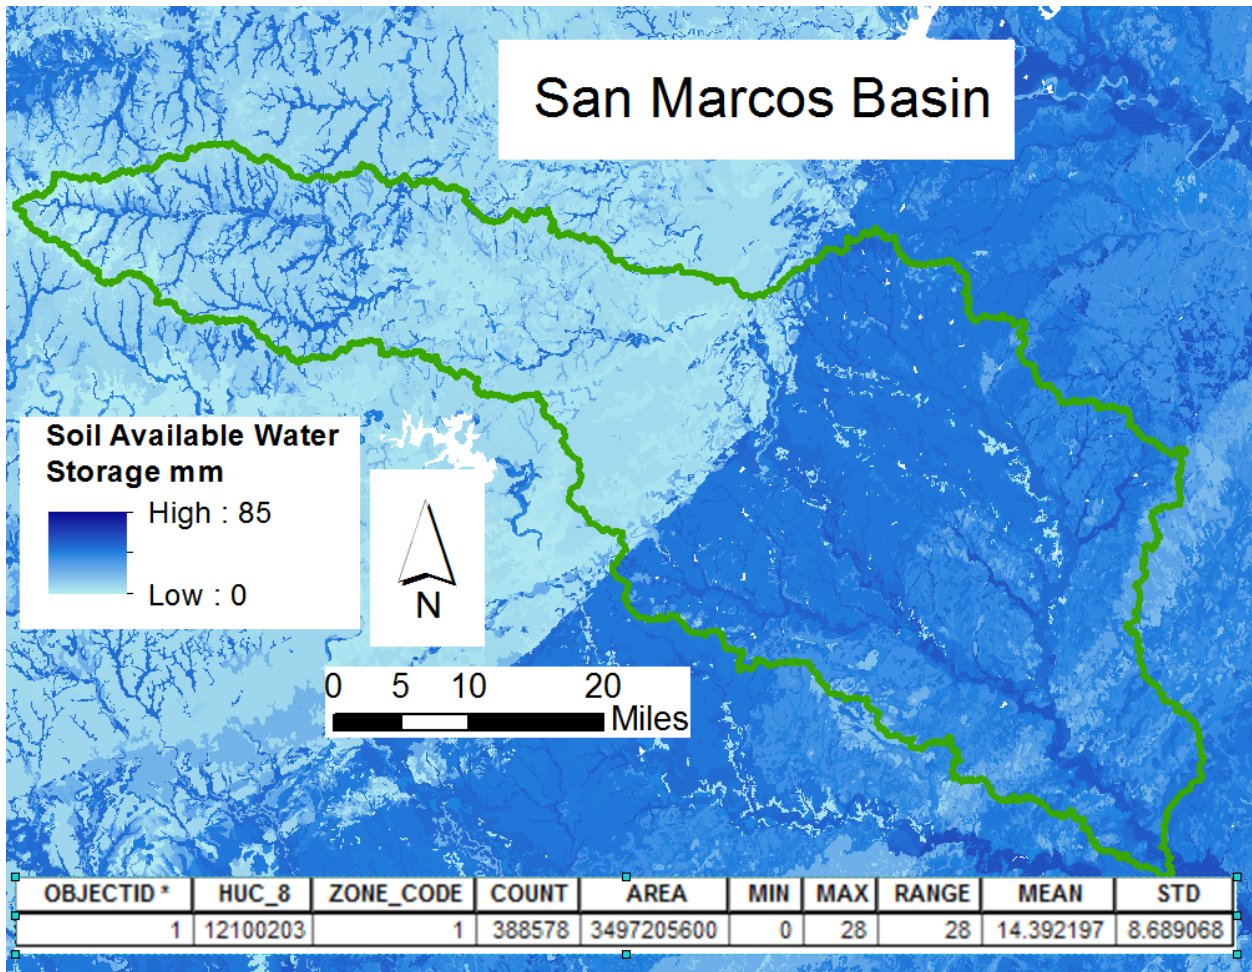 San Marcos Basin
Soil Available Water
Storage mm
High : 85
Low : 0
N
0 5 10 20
Miles
OBJECTID * HUC_8 ZONE_CODE COUNT AREA MIN MAX RANGE MEAN STD
1 12100203 1 388578 3497205600 0 28 28 14.392197 8.689068